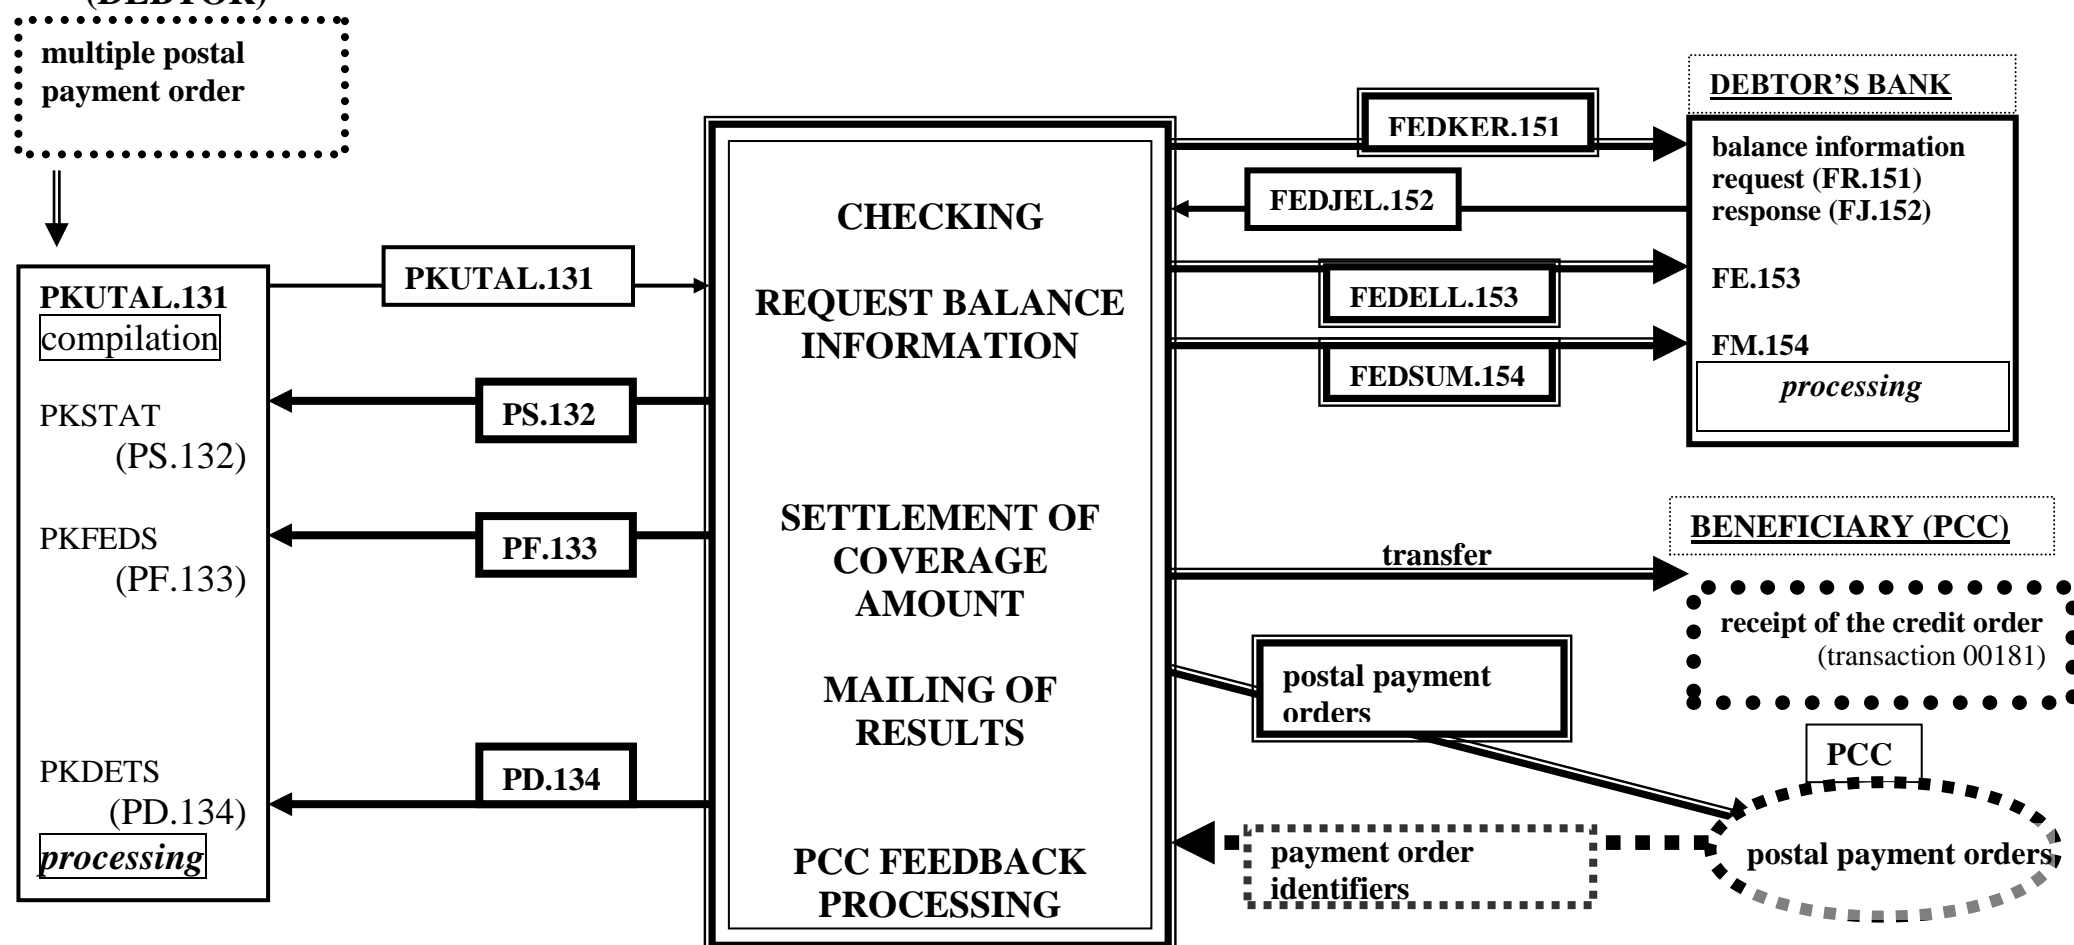 (DEBTOR)
multiple postal
payment order
PKUTAL.131
compilation
PKSTAT
(PS.132)
PKFEDS
(PF.133)
PKDETS
(PD.134)
processing
PKUTAL.131
PS.132
PF.133
PD.134
CHECKING
REQUEST BALANCE
INFORMATION
SETTLEMENT OF
COVERAGE
AMOUNT
MAILING OF
RESULTS
PCC FEEDBACK
PROCESSING
FEDKER.151
FEDJEL.152
FEDELL.153
FEDSUM.154
transfer
postal payment
orders
payment order
identifiers
DEBTOR’S BANK
balance information
request (FR.151)
response (FJ.152)
FE.153
FM.154
processing
BENEFICIARY (PCC)
receipt of the credit order
(transaction 00181)
PCC
postal payment orders